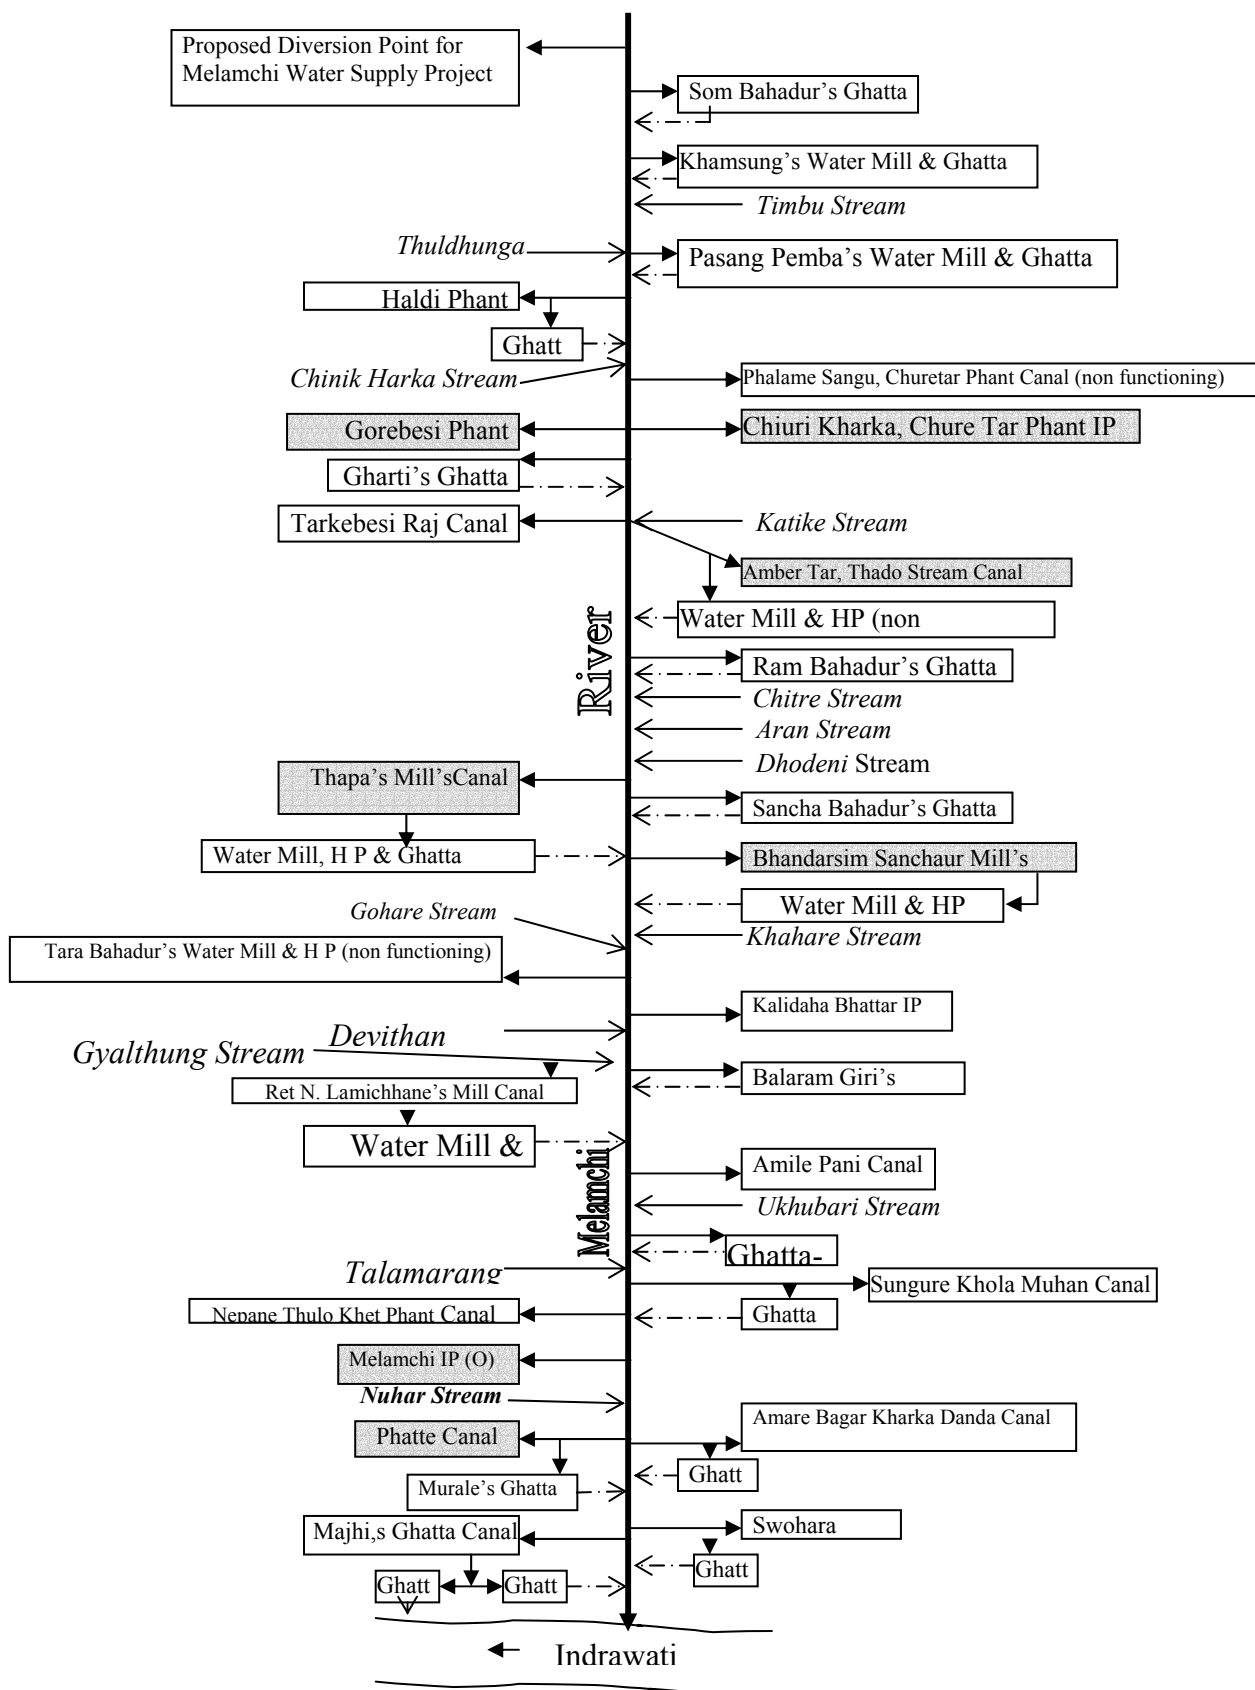 Proposed Diversion Point for
Melamchi Water Supply Project
Som Bahadur's Ghatta
Khamsung's Water Mill & Ghatta
Timbu Stream
Thuldhunga
Pasang Pemba's Water Mill & Ghatta
Haldi Phant
Ghatt
Chinik Harka Stream
Phalame Sangu, Churetar Phant Canal (non functioning)
Gorebesi Phant
Chiuri Kharka, Chure Tar Phant IP
Gharti's Ghatta
Tarkebesi Raj Canal
Katike Stream
Amber Tar, Thado Stream Canal
Water Mill & HP (non
River
Ram Bahadur's Ghatta
Chitre Stream
Aran Stream
Dhodeni Stream
Thapa's Mill'sCanal
Sancha Bahadur's Ghatta
Water Mill, H P & Ghatta
Bhandarsim Sanchaur Mill's
Water Mill & HP
Gohare Stream
Khahare Stream
Tara Bahadur's Water Mill & H P (non functioning)
Kalidaha Bhattar IP
Devithan
Gyalthung Stream
Balaram Giri's
Ret N. Lamichhane's Mill Canal
Water Mill &
Melamchi
Amile Pani Canal
Ukhubari Stream
Ghatta-
Talamarang
Sungure Khola Muhan Canal
Nepane Thulo Khet Phant Canal
Ghatta
Melamchi IP (O)
Nuhar Stream
Amare Bagar Kharka Danda Canal
Phatte Canal
Ghatt
Murale's Ghatta
Majhi,s Ghatta Canal
Swohara
Ghatt
Ghatt
Ghatt
Indrawati